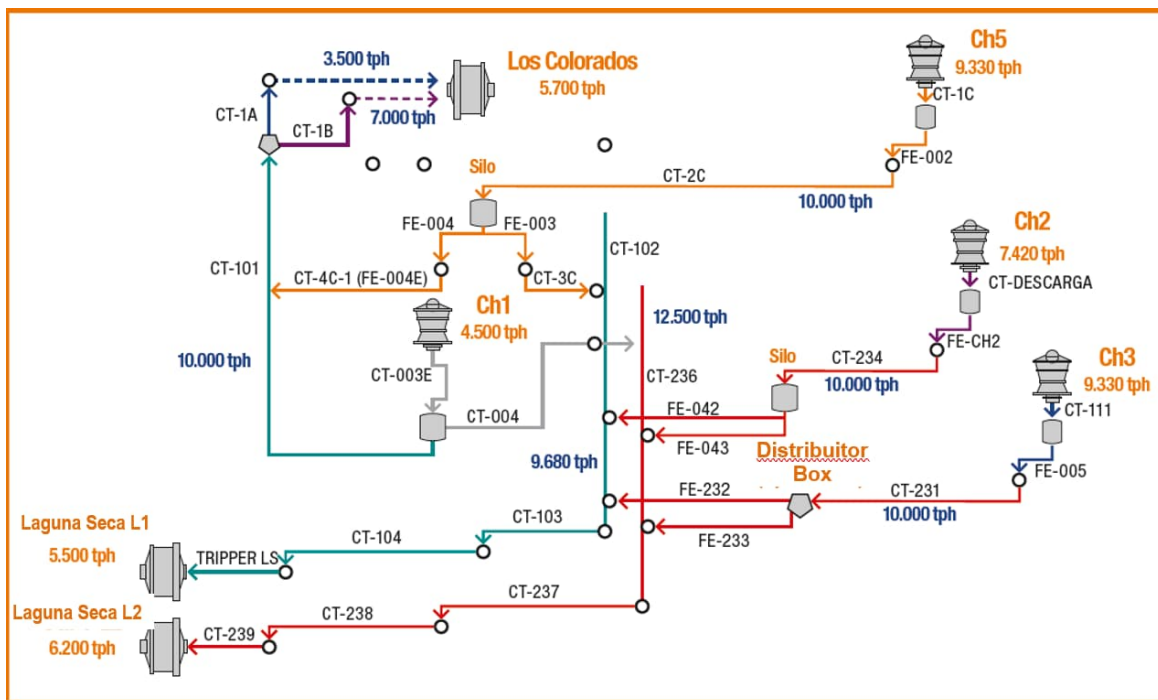 3.500 tph
Los Colorados
5.700 tph
Ch5
9.330 tph
CT-1A
CT-1B
7.000 tph
CT-1C
FE-002
Silo
CT-2C
10.000 tph
FE-004
FE-003
Ch2
7.420 tph
CT-101
CT-4C-1 (FE-004E)
CT-3C
CT-102
CT-DESCARGA
Ch1
4.500 tph
12.500 tph
10.000 tph
CT-003E
FE-CH2
Silo
CT-234
10.000 tph
Ch3
9.330 tph
CT-236
CT-004
FE-042
CT-111
FE-043
9.680 tph
Distribuitor
Box
FE-005
FE-232
CT-231
10.000 tph
FE-233
Laguna Seca L1
5.500 tph
CT-103
CT-104
TRIPPER LS
Laguna Seca L2
6.200 tph
CT-237
CT-238
CT-239